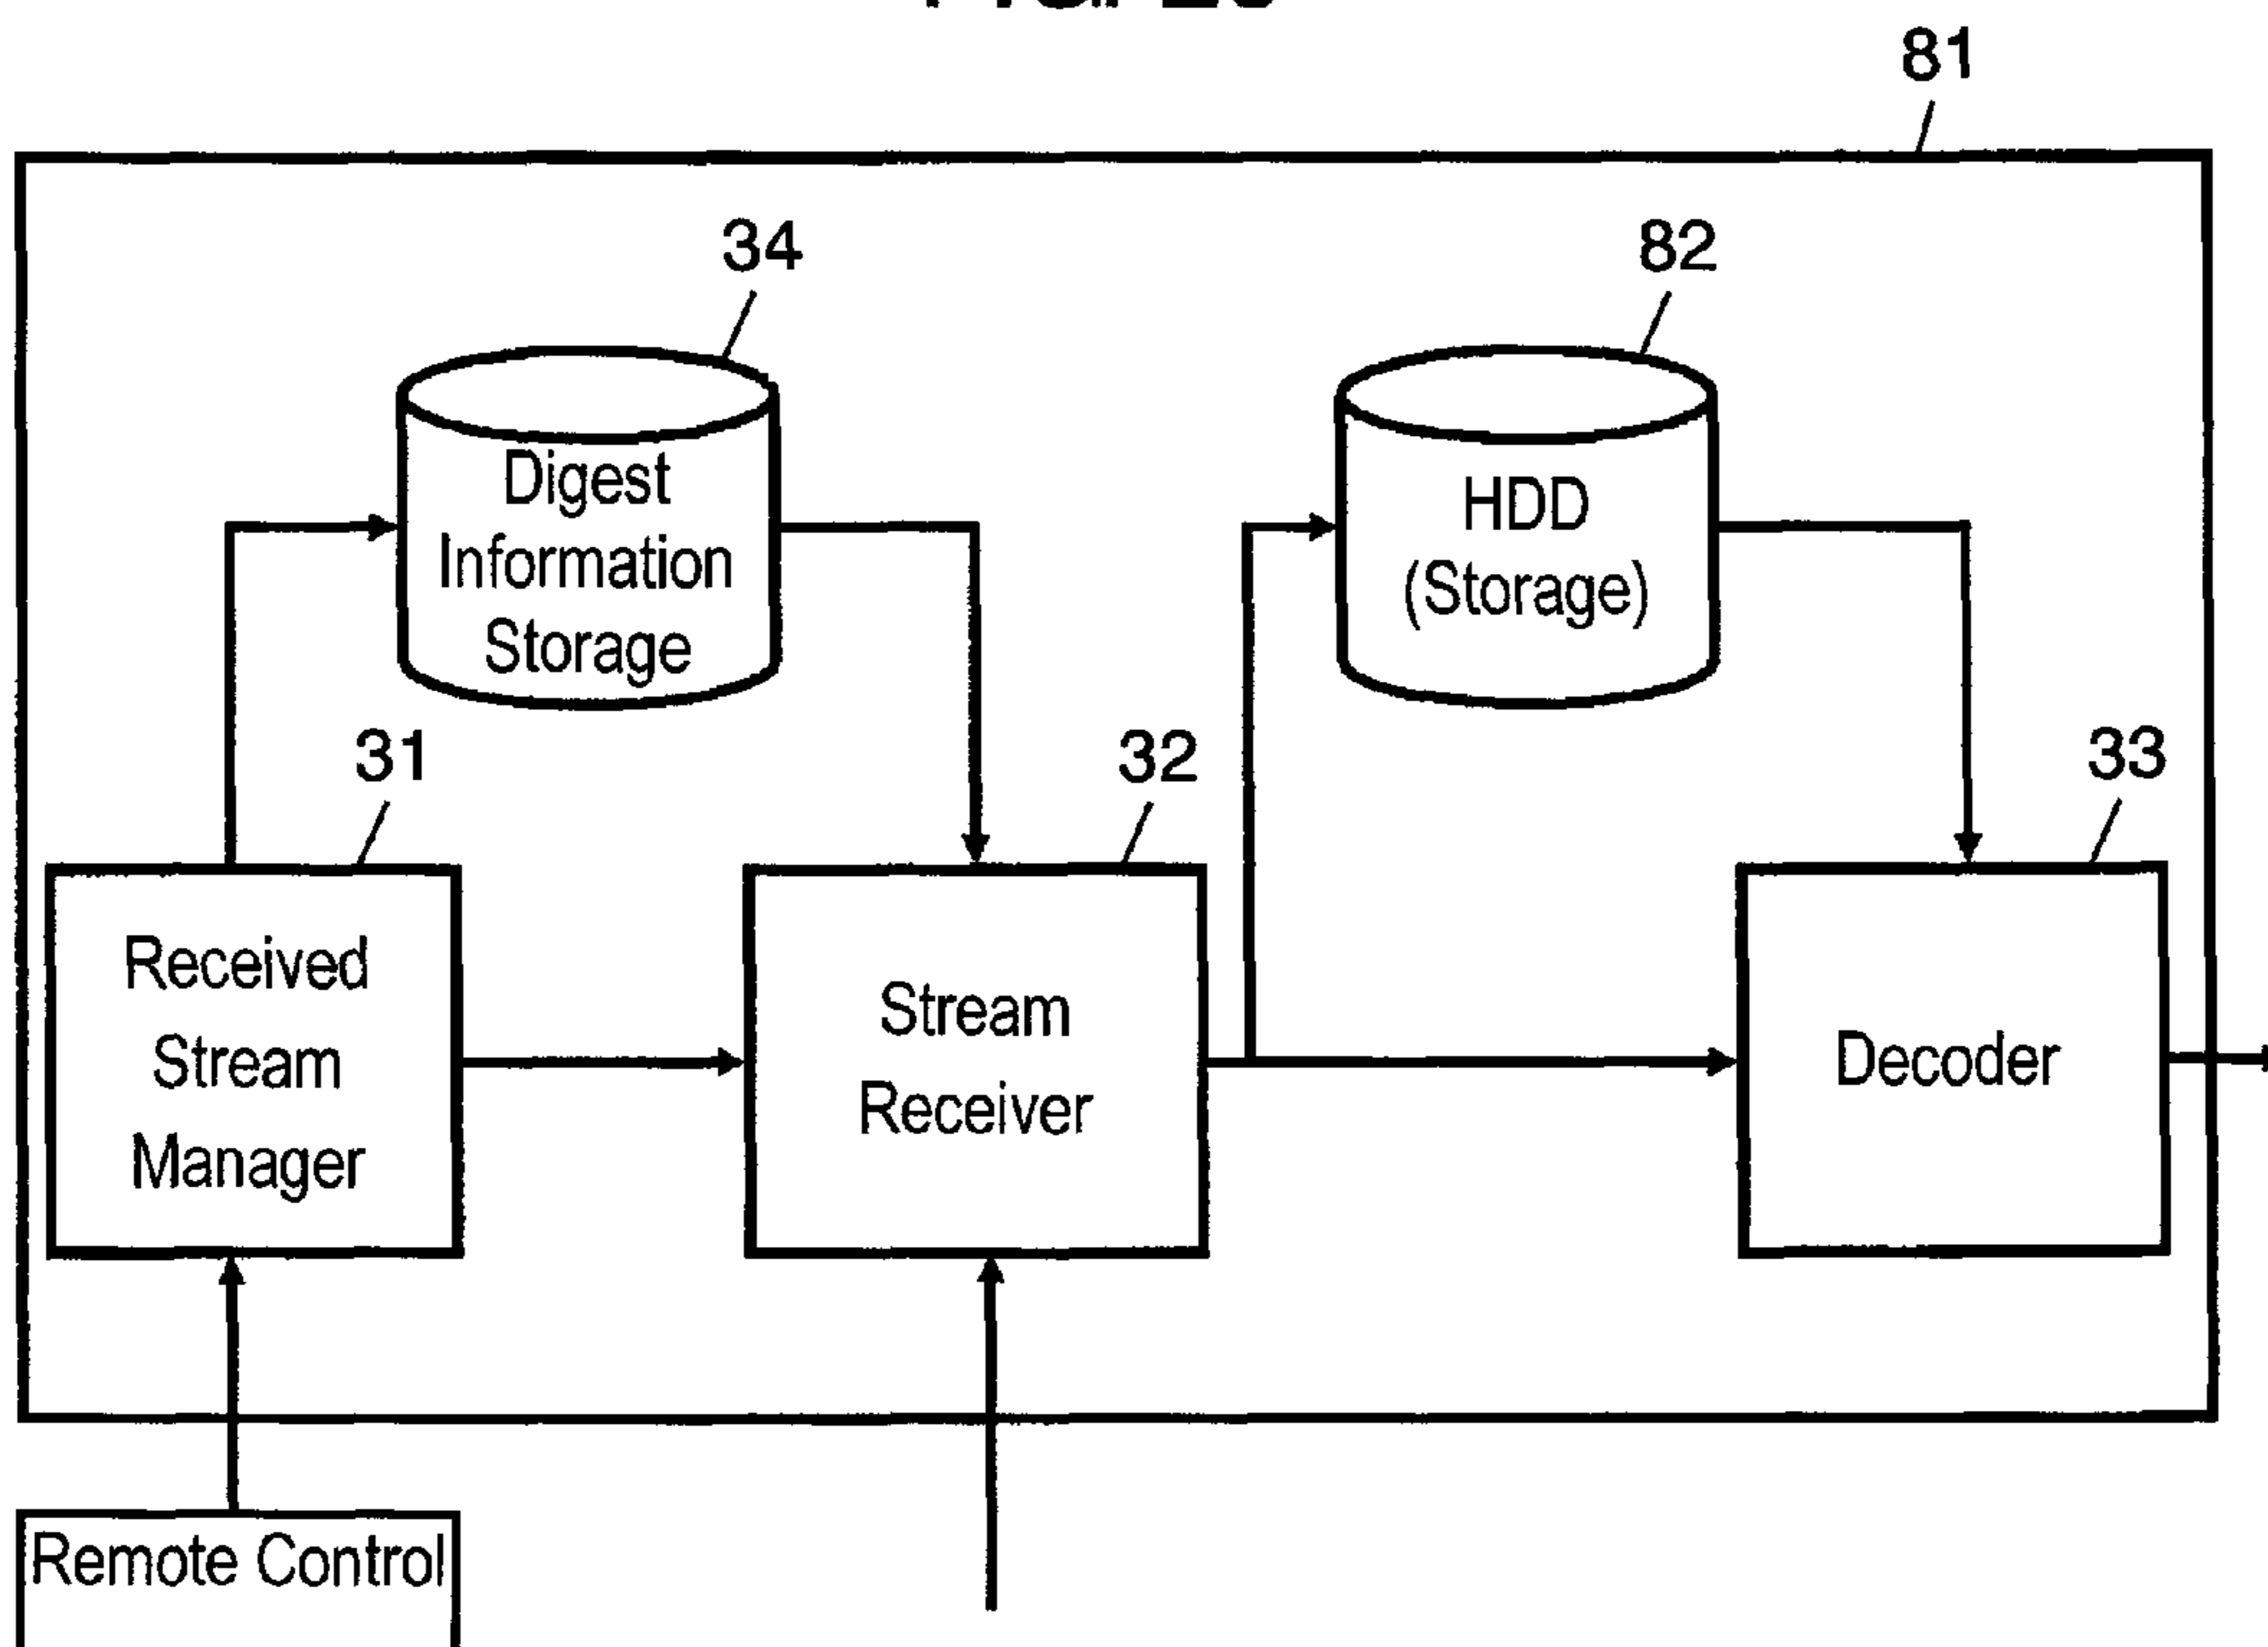 81
34
82
Digest
Information
Storage
HDD
(Storage)
31
32
33
Received
Stream
Manager
Stream
Receiver
Decoder
Remote Control